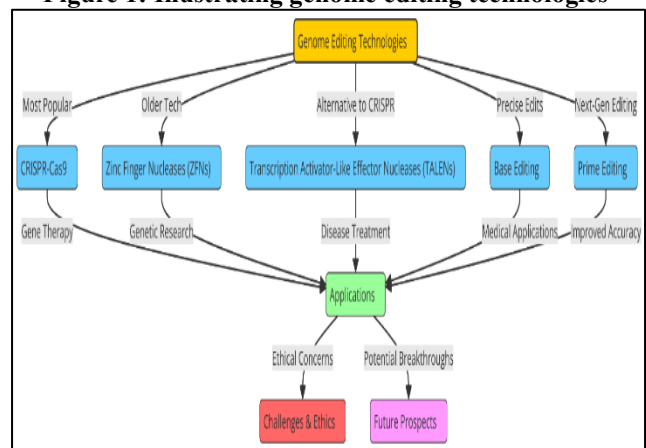 Figure 1: Illustrating genome editing technologies
Genome Editing Technologies
Most Popular
Older Tech
Alternative to CRISPR
Precise Edits
Next-Gen Editing
CRISPR-Cas9
Zinc Finger Nucleases (ZFNs)
Transcription Activator-Like Effector Nucleases (TALENs)
Base Editing
Prime Editing
Gene Therapy
Genetic Research
Disease Treatment
Medical Applications
Improved Accuracy
Applications
Ethical Concerns
Potential Breakthroughs
Challenges & Ethics
Future Prospects